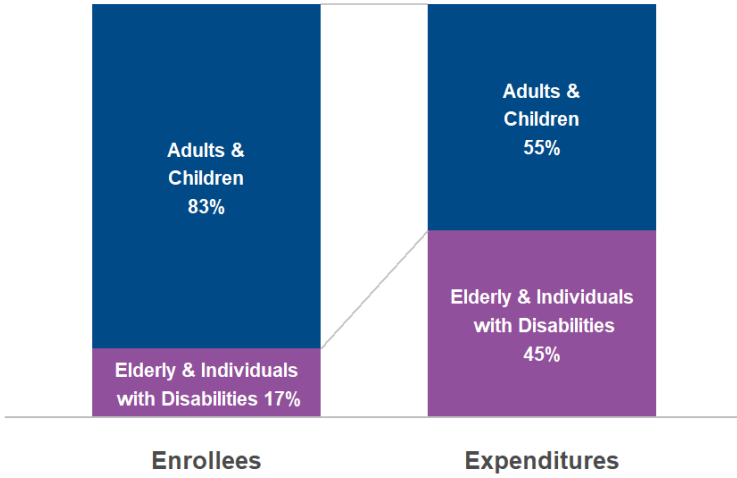 Adults &
Children
83%
Elderly & Individuals
with Disabilities 17%
Adults &
Children
55%
Elderly & Individuals
with Disabilities
45%
Enrollees
Expenditures